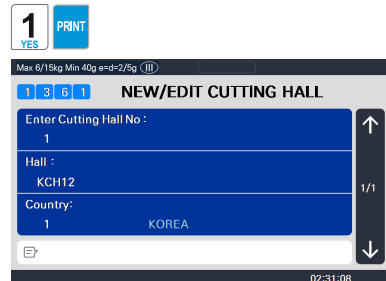 1
YES
PRINT
Max 6/15kg Min 40g e=d=2/5g III
1 3 6 1 NEW/EDIT CUTTING HALL
Enter Cutting Hall No :
1
Hall :
KCH12
1/1
Country:
1 KOREA
02:31:08